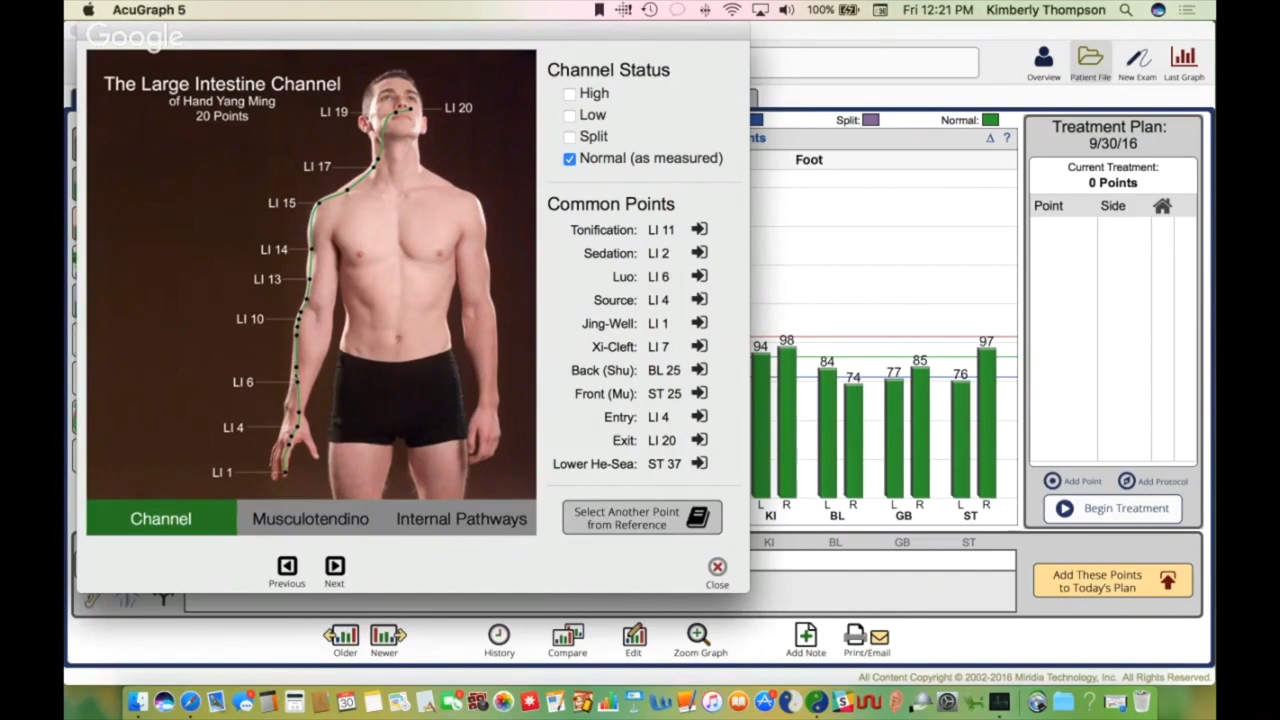 AcuGraph 5
100%
Fri 12:21 PM
Kimberly Thompson
Google
The Large Intestine Channel
of Hand Yang Ming
20 Points
LI 19
LI 20
LI 17
LI 15
LI 14
LI 13
LI 10
LI 6
LI 4
LI 1
Channel
Musculotendino
Internal Pathways
Previous
Next
Channel Status
High
Low
Split
Normal (as measured)
Common Points
Tonification: LI 11
Sedation: LI 2
Luo: LI 6
Source: LI 4
Jing-Well: LI 1
Xi-Cleft: LI 7
Back (Shu): BL 25
Front (Mu): ST 25
Entry: LI 4
Exit: LI 20
Lower He-Sea: ST 37
Select Another Point
from Reference
Close
Overview
Patient File
New Exam
Last Graph
Split:
Normal:
nts
Δ ?
Foot
94 98 84 74 77 85 76 97
L R L R L R L R
KI BL GB ST
KI BL GB ST
Treatment Plan:
9/30/16
Current Treatment:
0 Points
Point Side
Add Point
Add Protocol
Begin Treatment
Add These Points
to Today's Plan
Older
Newer
History
Compare
Edit
Zoom Graph
Add Note
Print/Email
All Content Copyright © 2002-2016 Miridia Technology, Inc. All Rights Reserved.
30